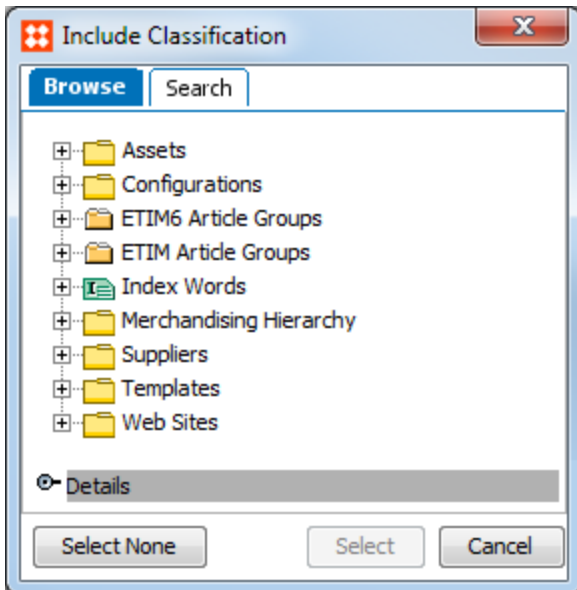 Include Classification
Browse
Search
Assets
Configurations
ETIM6 Article Groups
ETIM Article Groups
Index Words
Merchandising Hierarchy
Suppliers
Templates
Web Sites
Details
Select None
Select
Cancel